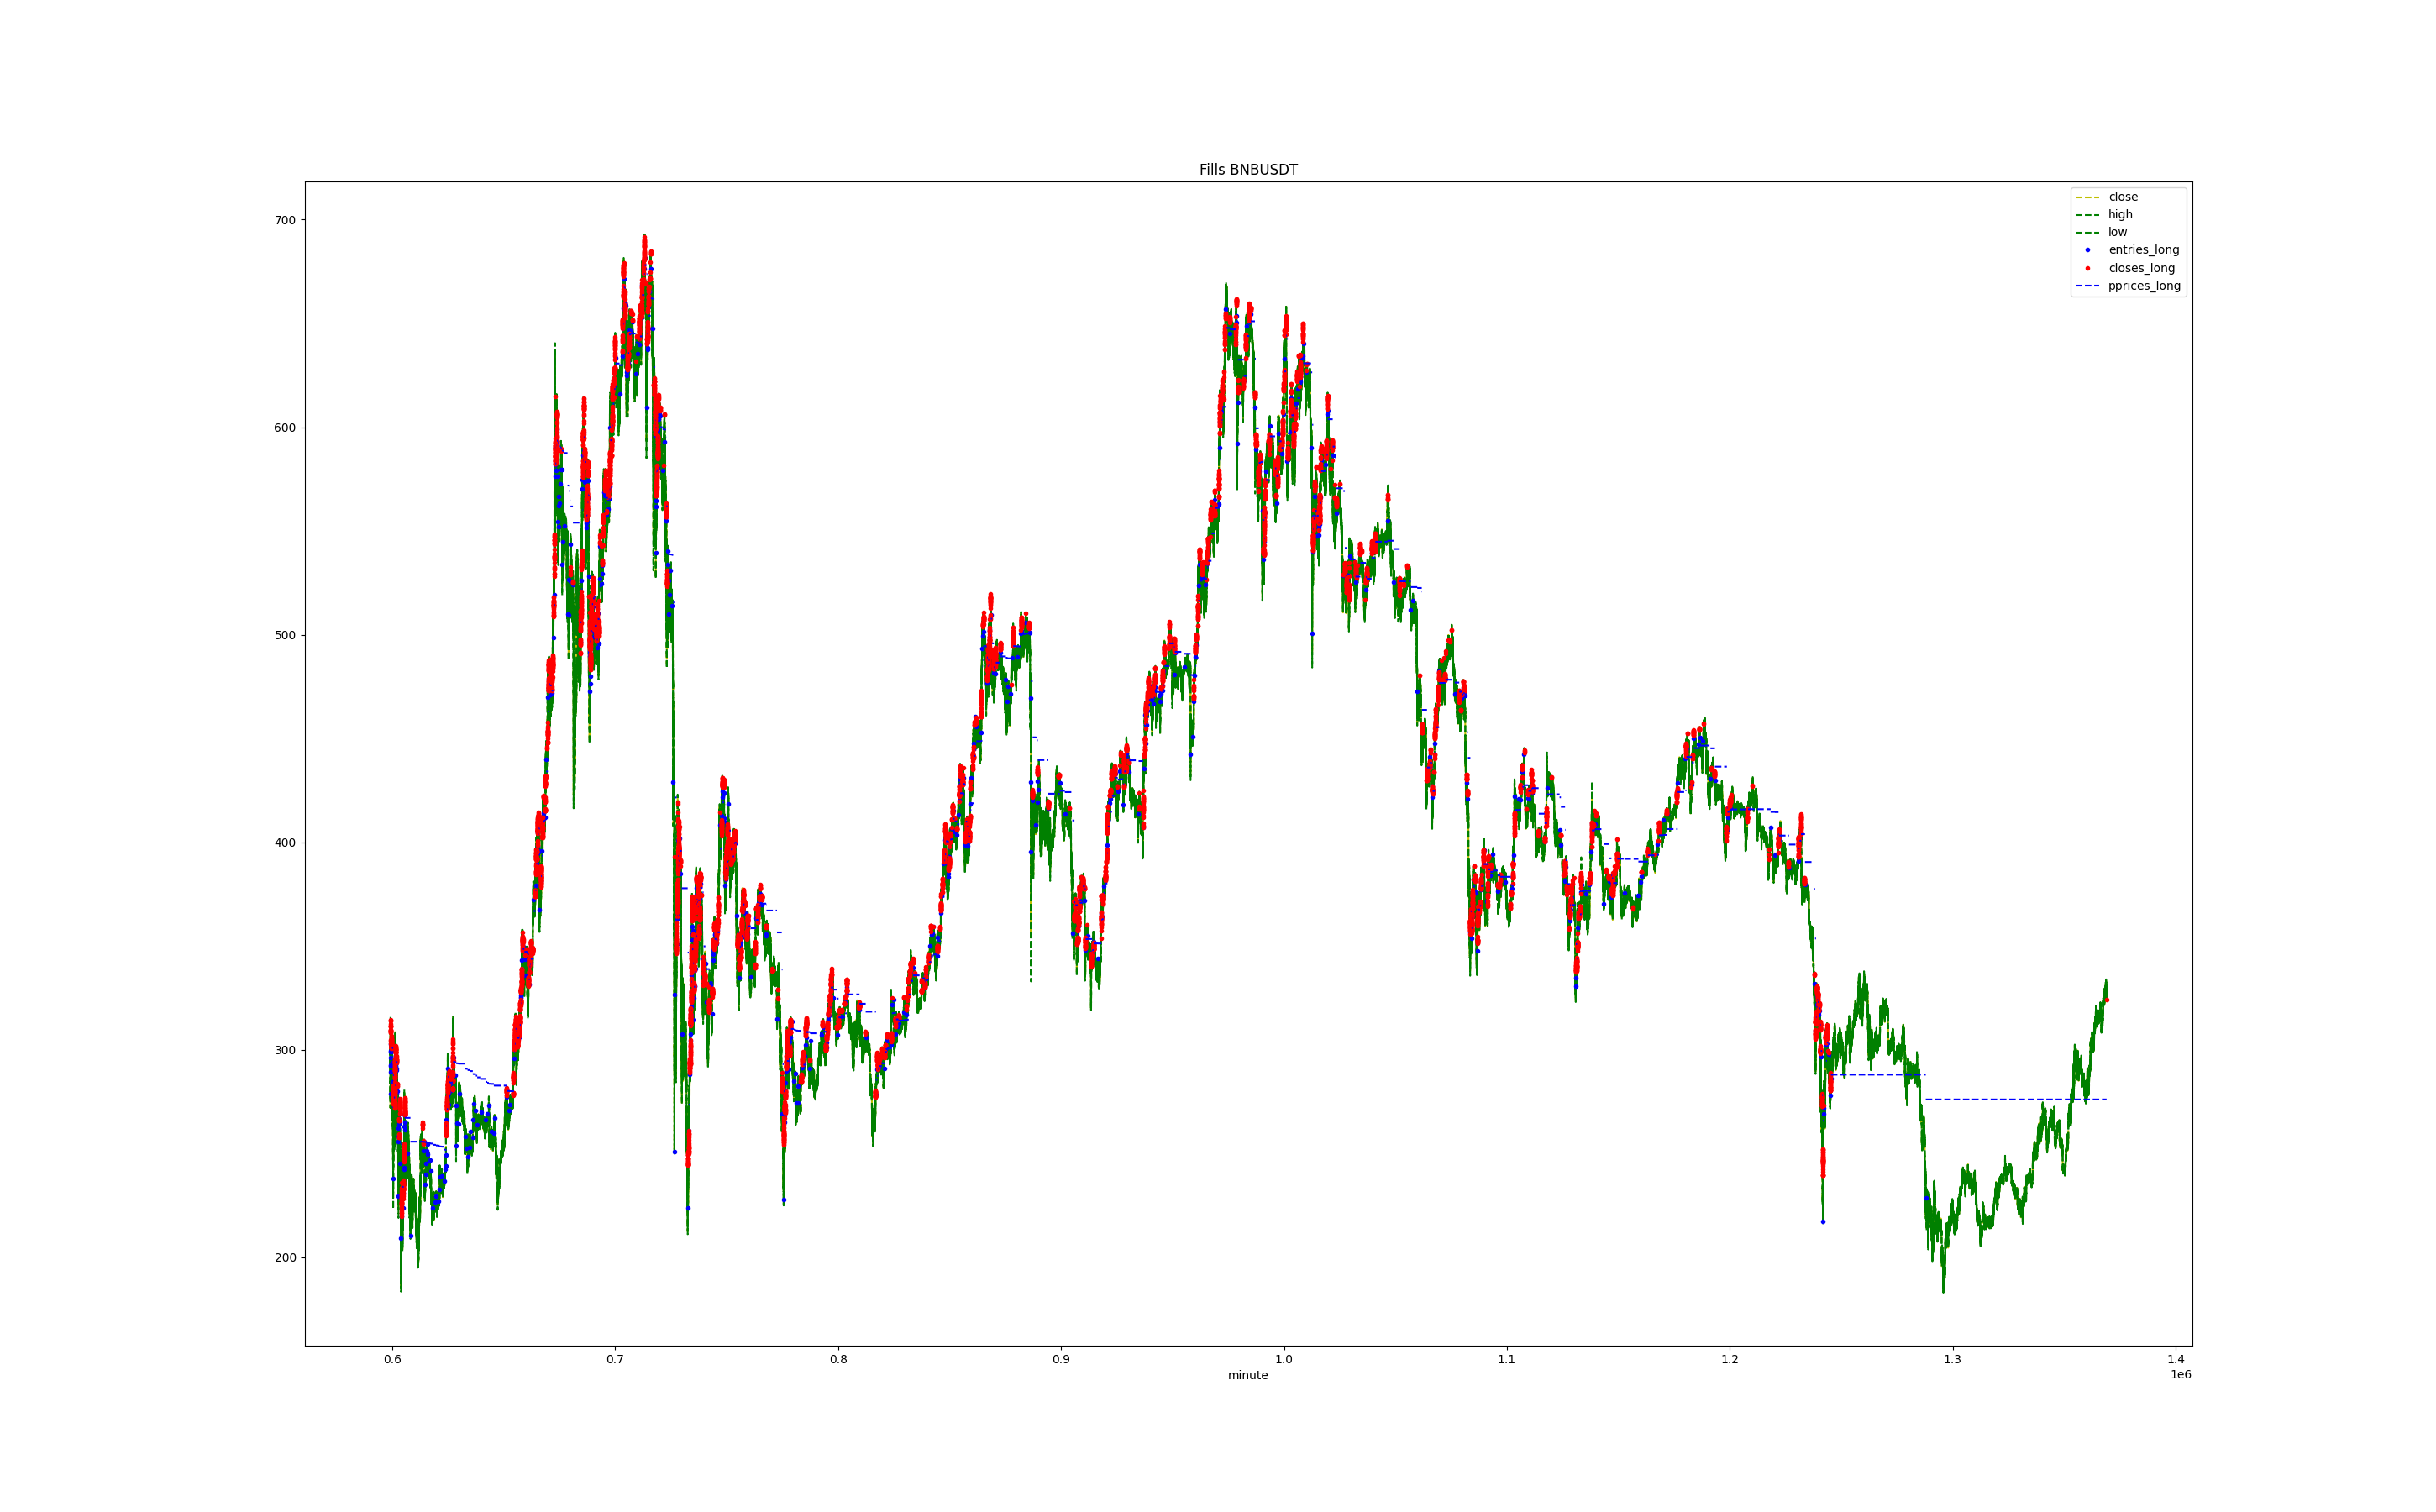 Fills BNBUSDT
close
high
low
entries_long
closes_long
pprices_long
700
600
500
400
300
200
0.6 0.7 0.8 0.9 1.0 1.1 1.2 1.3 1.4
minute
1e6